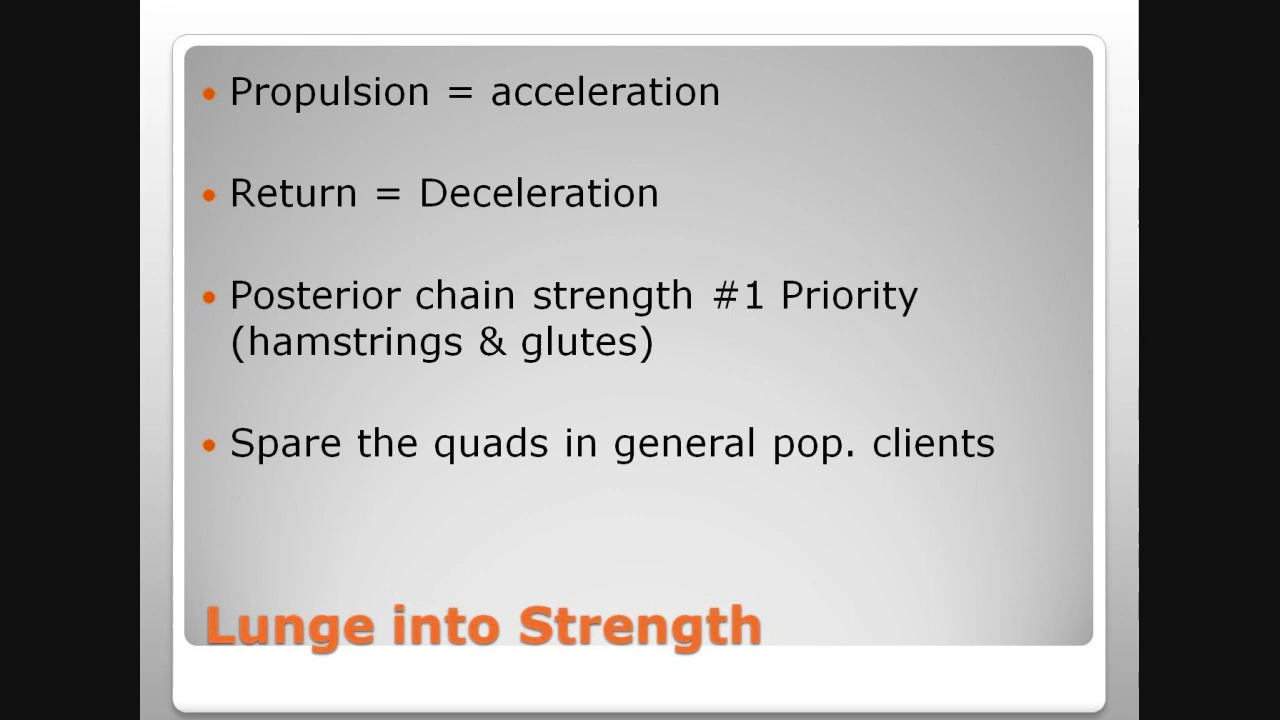 Propulsion = acceleration
Return = Deceleration
Posterior chain strength #1 Priority
(hamstrings & glutes)
Spare the quads in general pop. clients
Lunge into Strength